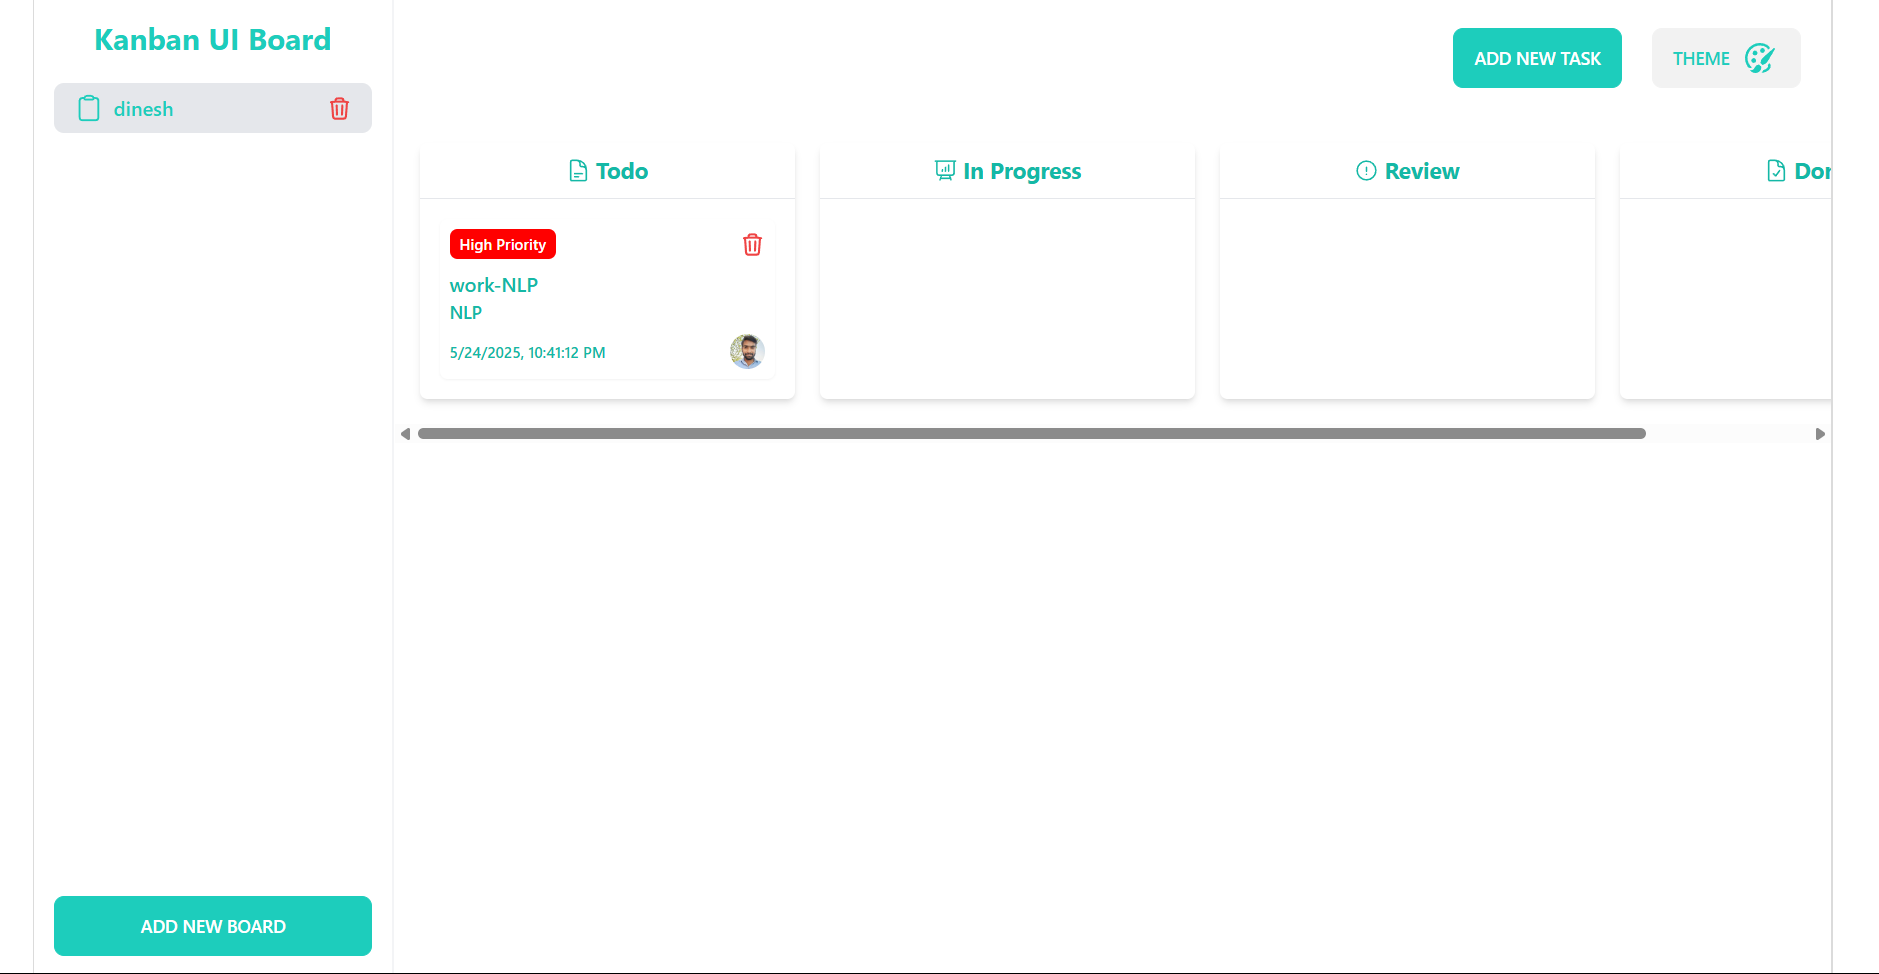 Kanban UI Board
dinesh
ADD NEW BOARD
ADD NEW TASK
THEME
Todo
High Priority
work-NLP
NLP
5/24/2025, 10:41:12 PM
In Progress
Review